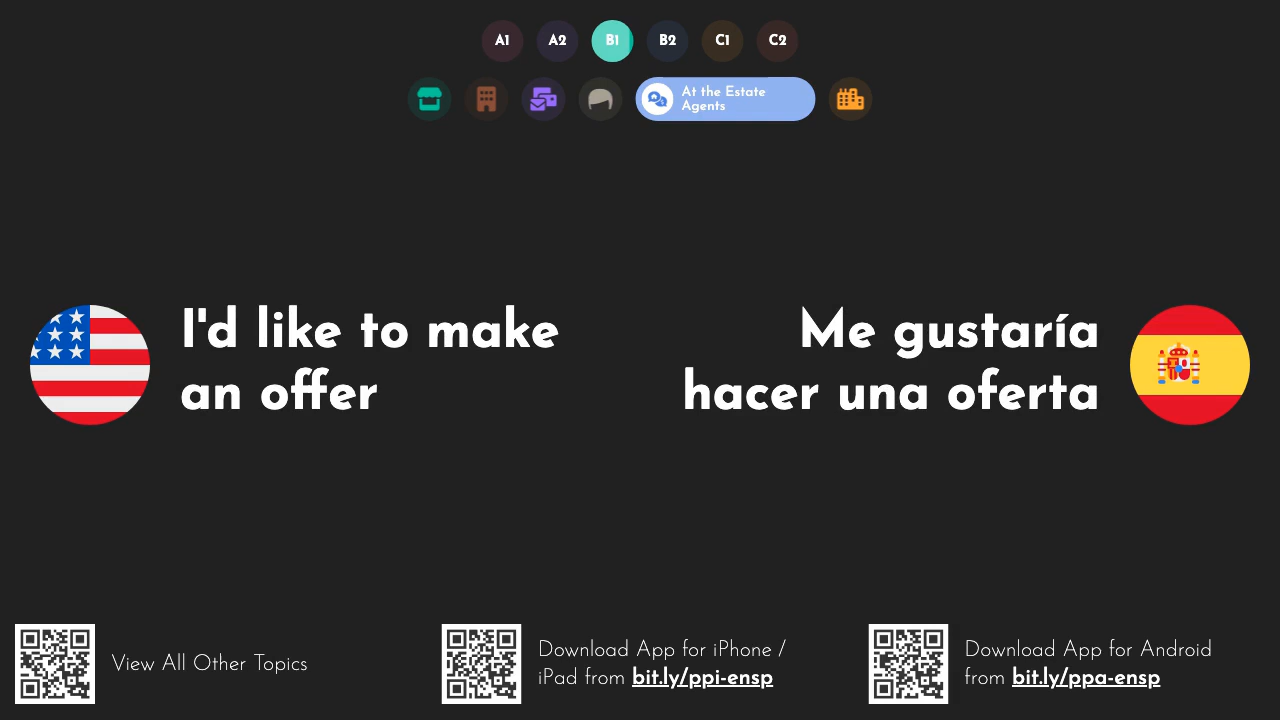 A1 A2 B1 B2 C1 C2
At the Estate
Agents
I'd like to make
an offer
Me gustaría
hacer una oferta
View All Other Topics
Download App for iPhone /
iPad from bit.ly/ppi-ensp
Download App for Android
from bit.ly/ppa-ensp